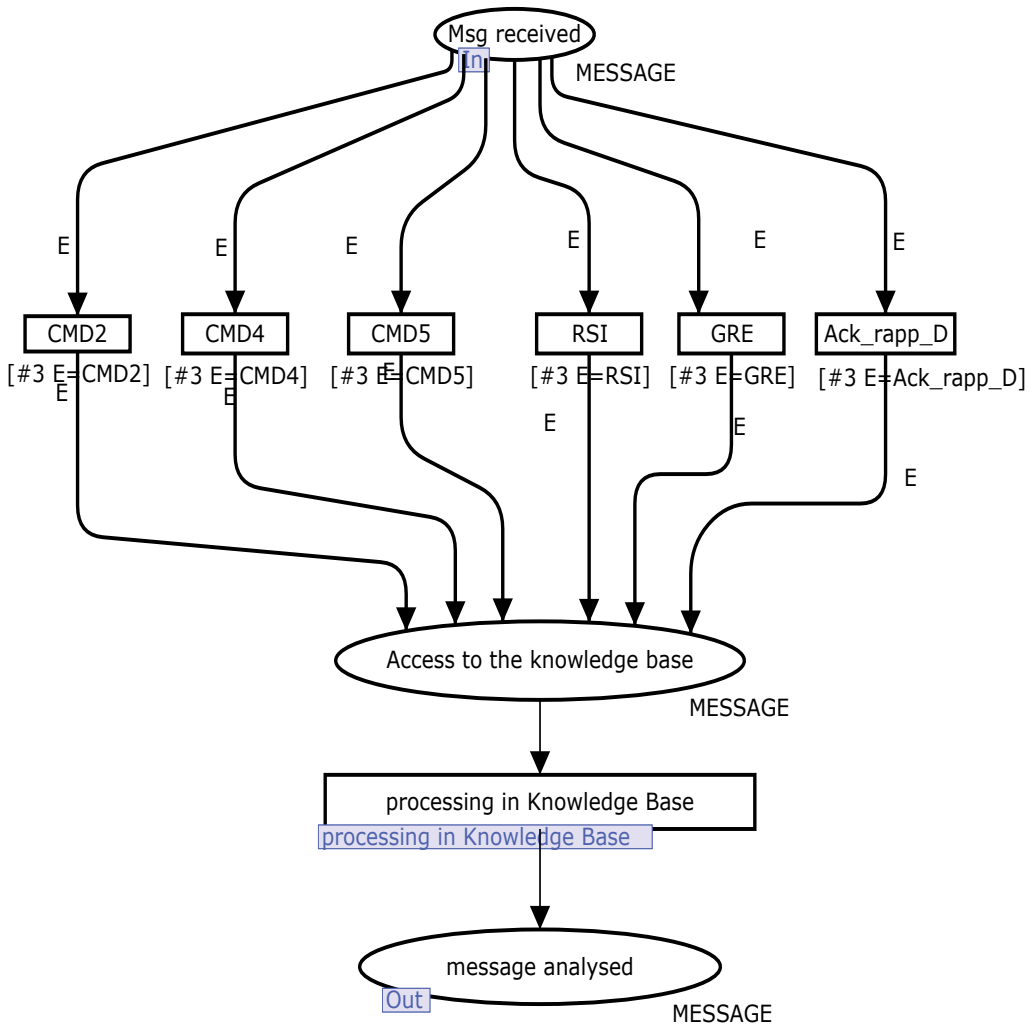 Msg received
In
MESSAGE
E
E
E
E
E
E
CMD2
CMD4
CMD5
RSI
GRE
Ack_rapp_D
[#3 E=CMD2]
[#3 E=CMD4]
[#3 E=CMD5]
[#3 E=RSI]
[#3 E=GRE]
[#3 E=Ack_rapp_D]
E
E
E
E
E
E
Access to the knowledge base
MESSAGE
processing in Knowledge Base
processing in Knowledge Base
message analysed
Out
MESSAGE